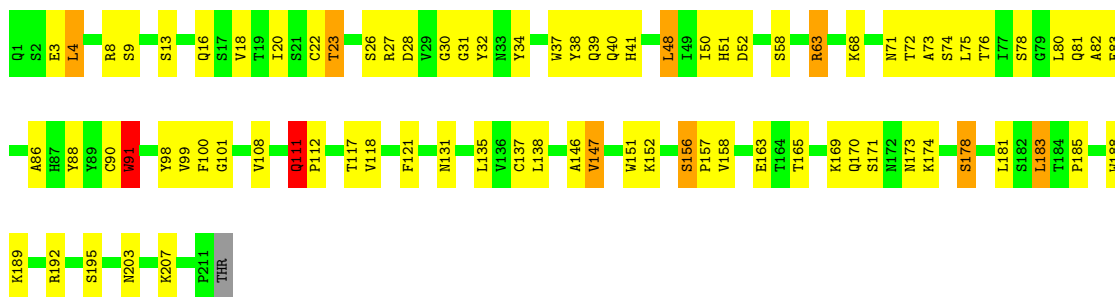 Q1 S2 E3 L4 R8 S9 S13 Q16 S17 V18 T19 I20 S21 C22 T23 S26 R27 D28 V29 G30 G31 Y32 N33 Y34 W37 Y38 Q39 Q40 H41 L48 I49 I50 H51 D52 S58 R63 K68 N71 T72 A73 S74 L75 T76 I77 S78 G79 L80 Q81 A82
A86 H87 Y88 Y89 C90 W91 Y98 V99 F100 G101 V108 Q111 P112 T117 V118 F121 N131 L135 V136 C137 L138 A146 V147 W151 K152 S156 P157 V158 E163 T164 T165 K169 Q170 S171 N172 N173 K174 S178 L181 S182 L183 T184 P185
K189 R192 S195 N203 K207 P211 THR